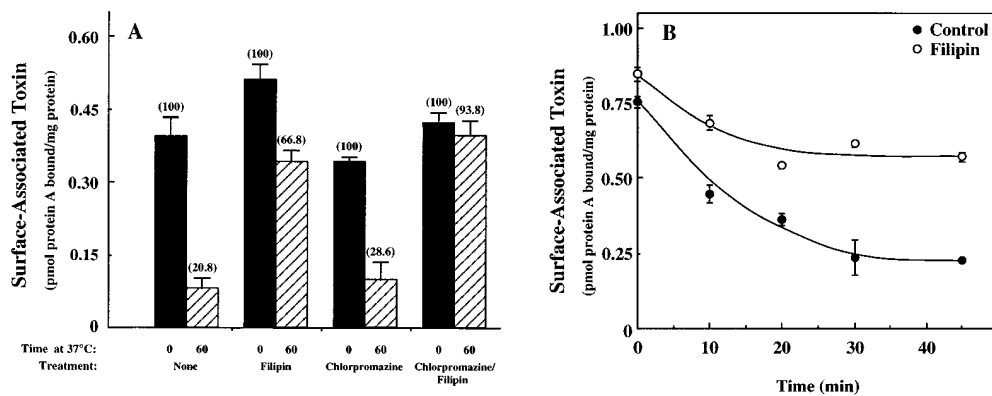 A
Surface-Associated Toxin
(pmol protein A bound/mg protein)
0.60
0.45
0.30
0.15
0
(100)
(20.8)
(100)
(66.8)
(100)
(28.6)
(100)
(93.8)
Time at 37°C: 0 60 0 60 0 60 0 60
Treatment: None Filipin Chlorpromazine Chlorpromazine/
Filipin
B
Control
Filipin
Surface-Associated Toxin
(pmol protein A bound/mg protein)
1.00
0.75
0.50
0.25
0
0 10 20 30 40
Time (min)